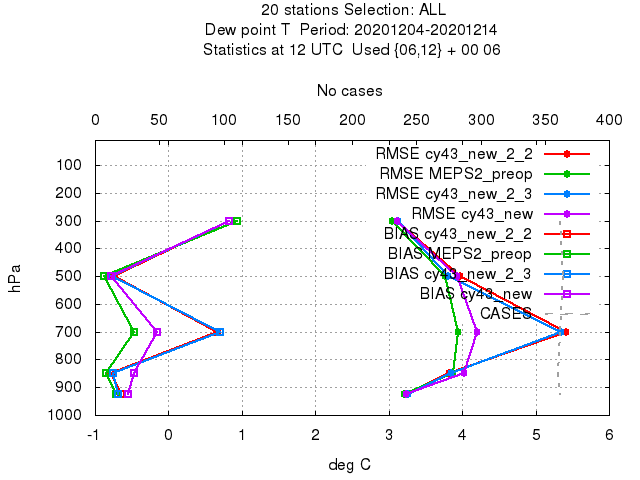 20 stations Selection: ALL
Dew point T  Period: 20201204-20201214
Statistics at 12 UTC  Used {06,12} + 00 06
No cases
0 50 100 150 200 250 300 350 400
RMSE cy43_new_2_2
RMSE MEPS2_preop
RMSE cy43_new_2_3
RMSE cy43_new
BIAS cy43_new_2_2
BIAS MEPS2_preop
BIAS cy43_new_2_3
BIAS cy43_new
CASES
hPa
100
200
300
400
500
600
700
800
900
1000
-1 0 1 2 3 4 5 6
deg C